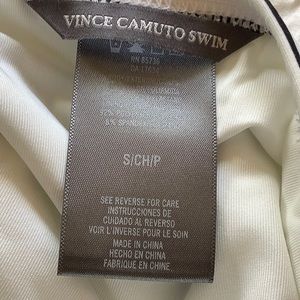 VINCE CAMUTO SWIM
RN 85736
S/CH/P
SEE REVERSE FOR CARE
INSTRUCCIONES DE
CUIDADO AL REVERSO
VOIR L'INVERSE POUR LE SOIN
MADE IN CHINA
HECHO EN CHINA
FABRIQUE EN CHINE